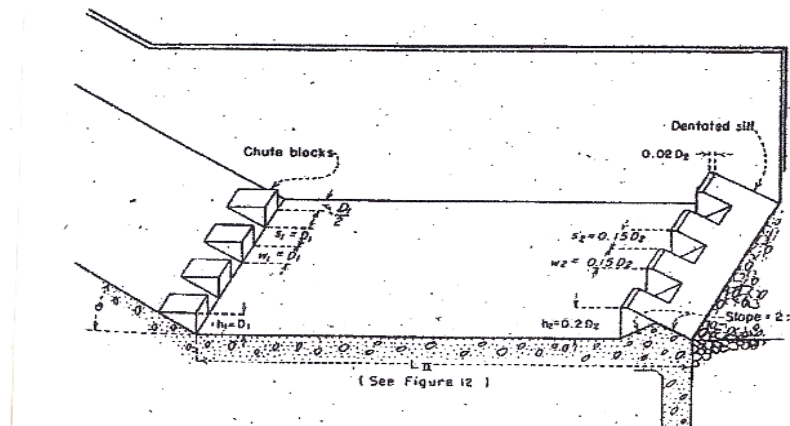 Dentated sill
0.02 D₂
Chute blocks
D₁/2
s₁ = D₁
w₁ = D₁
s₂ = 0.15 D₂
w₂ = 0.15 D₂
θ
h₁ = D₁
h₂ = 0.2 D₂
Slope = 2:
L II
( See Figure 12 )